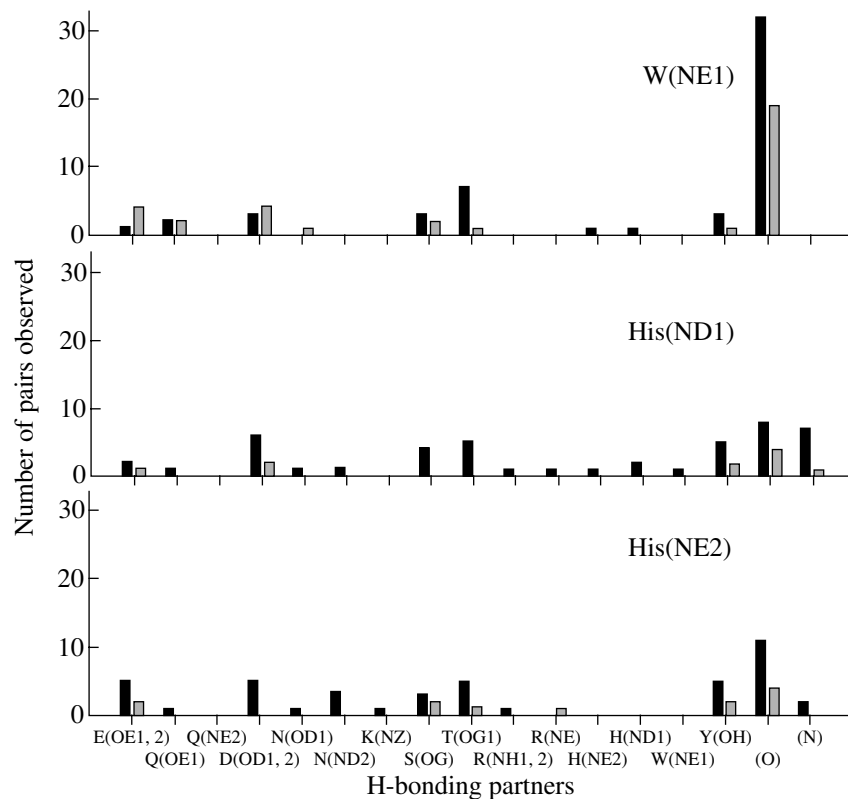 30
20
10
0
W(NE1)
30
20
10
0
His(ND1)
30
20
10
0
His(NE2)
Number of pairs observed
E(OE1, 2) Q(NE2) N(OD1) K(NZ) T(OG1) R(NE) H(ND1) Y(OH) (N)
Q(OE1) D(OD1, 2) N(ND2) S(OG) R(NH1, 2) H(NE2) W(NE1) (O)
H-bonding partners